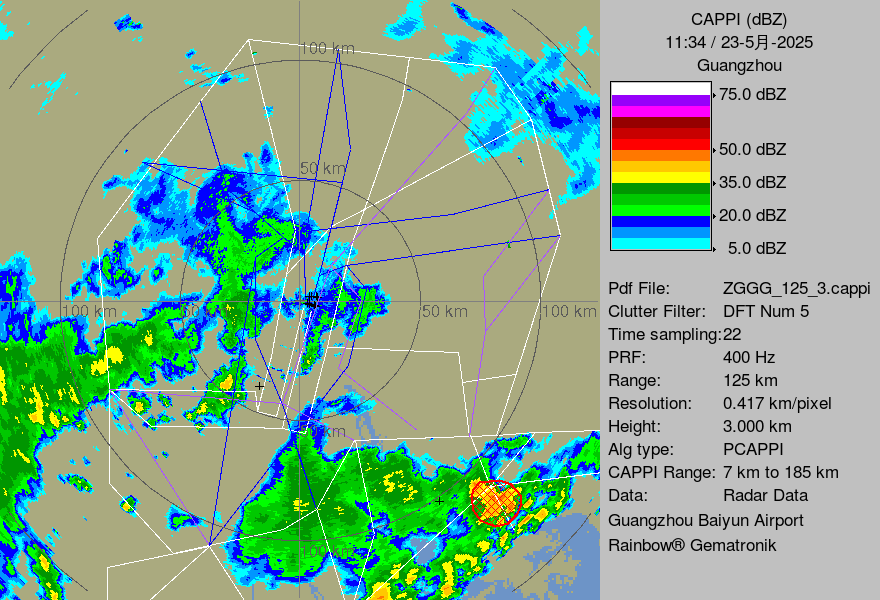 CAPPI (dBZ)
11:34 / 23-5月-2025
Guangzhou
75.0 dBZ
50.0 dBZ
35.0 dBZ
20.0 dBZ
5.0 dBZ
Pdf File: ZGGG_125_3.cappi
Clutter Filter: DFT Num 5
Time sampling:22
PRF: 400 Hz
Range: 125 km
Resolution: 0.417 km/pixel
Height: 3.000 km
Alg type: PCAPPI
CAPPI Range: 7 km to 185 km
Data: Radar Data
Guangzhou Baiyun Airport
Rainbow® Gematronik
100 km
50 km
100 km
50 km
100 km
km
100 km